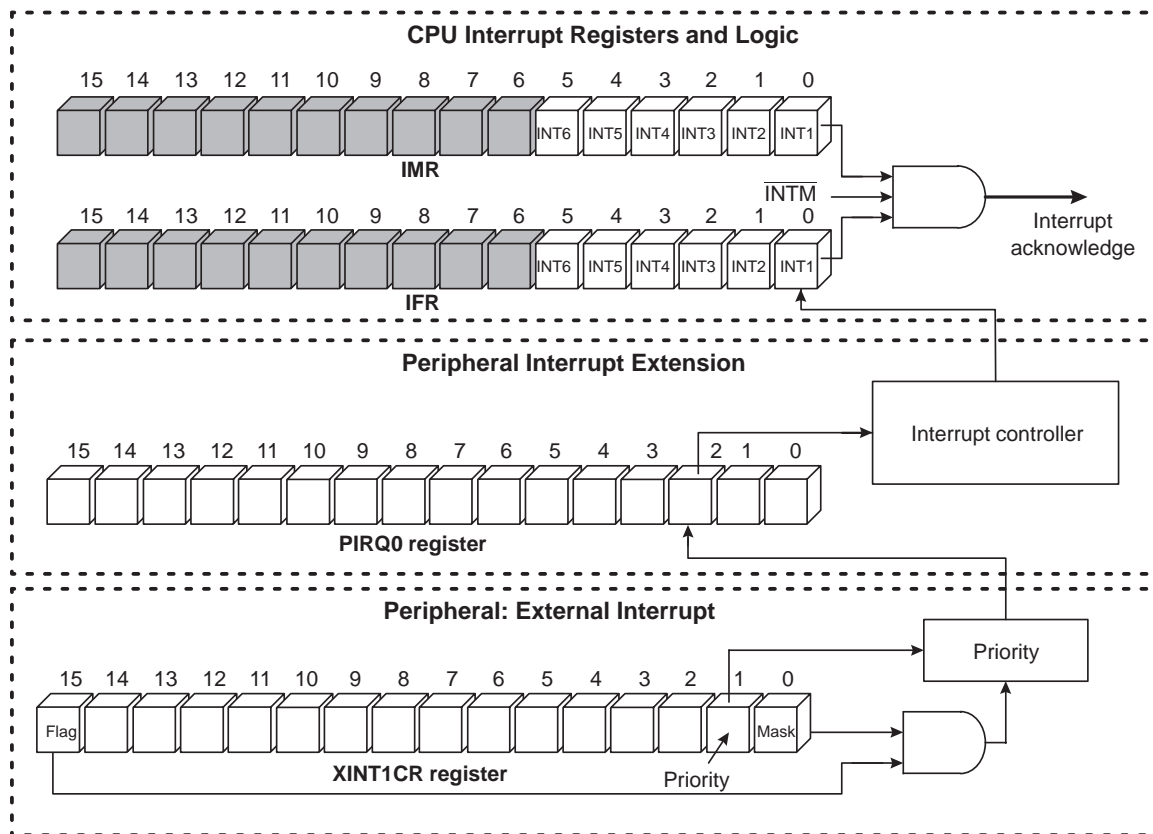 CPU Interrupt Registers and Logic
15 14 13 12 11 10 9 8 7 6 5 4 3 2 1 0
INT6 INT5 INT4 INT3 INT2 INT1
IMR
INTM
15 14 13 12 11 10 9 8 7 6 5 4 3 2 1 0
INT6 INT5 INT4 INT3 INT2 INT1
IFR
Interrupt
acknowledge
Peripheral Interrupt Extension
Interrupt controller
15 14 13 12 11 10 9 8 7 6 5 4 3 2 1 0
PIRQ0 register
Peripheral: External Interrupt
Priority
15 14 13 12 11 10 9 8 7 6 5 4 3 2 1 0
Flag Mask
XINT1CR register
Priority